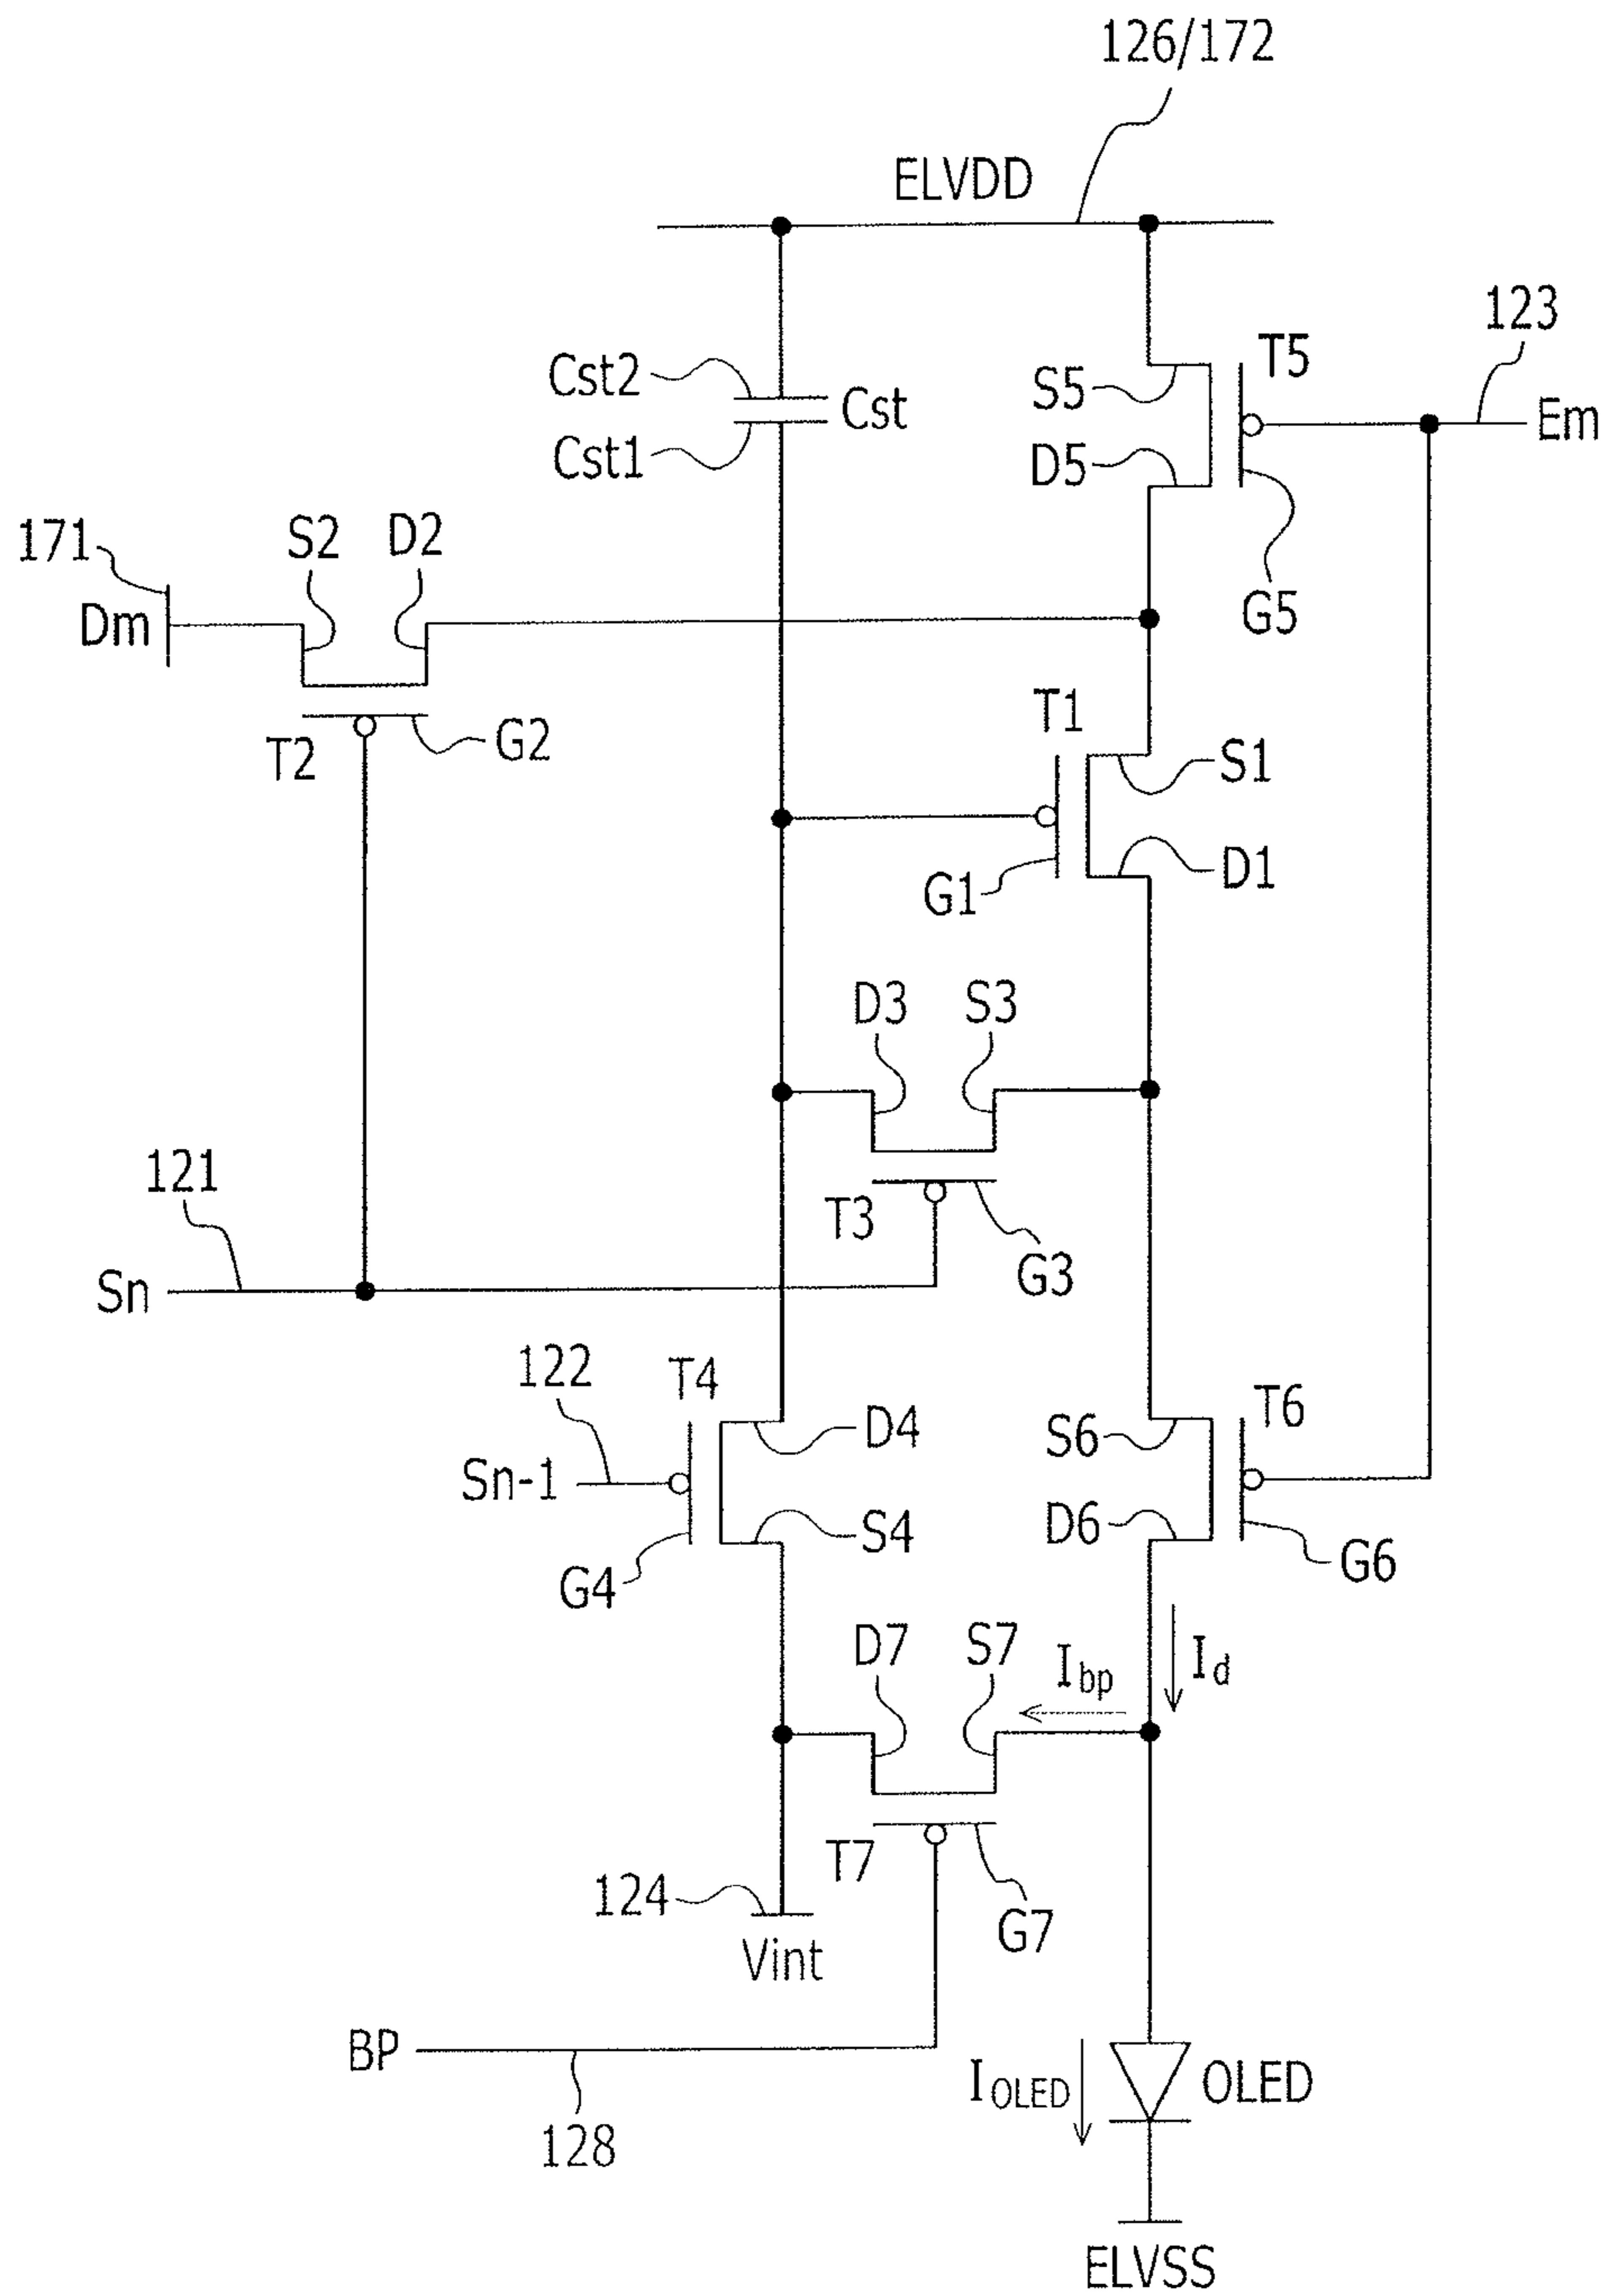 126/172
ELVDD
123
Cst2
Cst
S5
T5
Em
Cst1
D5
171
S2
D2
Dm
G5
T1
T2
G2
S1
G1
D1
D3
S3
121
T3
G3
Sn
122
T4
D4
S6
T6
Sn-1
S4
D6
G4
G6
D7
S7
Ibp
Id
T7
124
G7
Vint
BP
IOLED
OLED
128
ELVSS